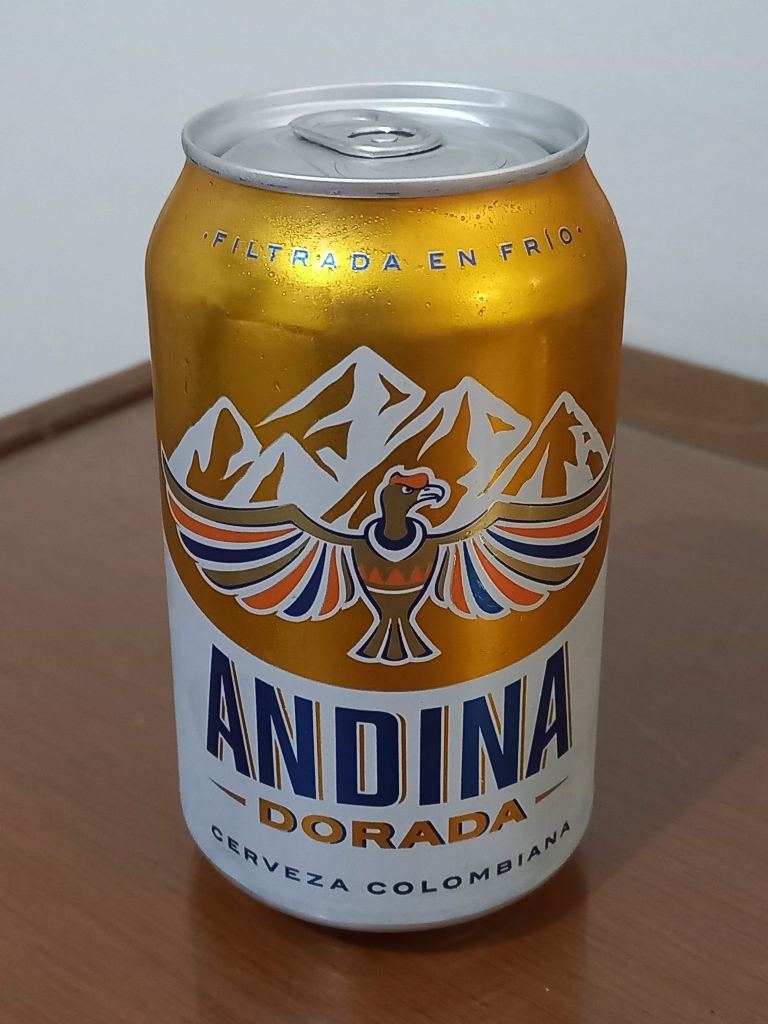 ·FILTRADA EN FRÍO·
ANDINA
DORADA
CERVEZA COLOMBIANA